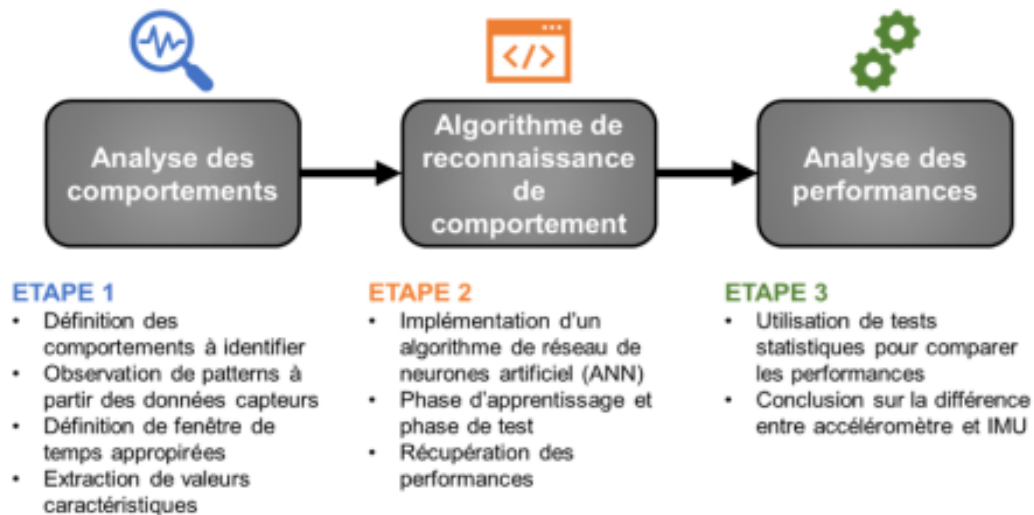 </>
Analyse des
comportements
Algorithme de
reconnaissance
de
comportement
Analyse des
performances
ETAPE 1
• Définition des
comportements à identifier
• Observation de patterns à
partir des données capteurs
• Définition de fenêtre de
temps appropirées
• Extraction de valeurs
caractéristiques
ETAPE 2
• Implémentation d'un
algorithme de réseau de
neurones artificiel (ANN)
• Phase d'apprentissage et
phase de test
• Récupération des
performances
ETAPE 3
• Utilisation de tests
statistiques pour comparer
les performances
• Conclusion sur la différence
entre accéléromètre et IMU